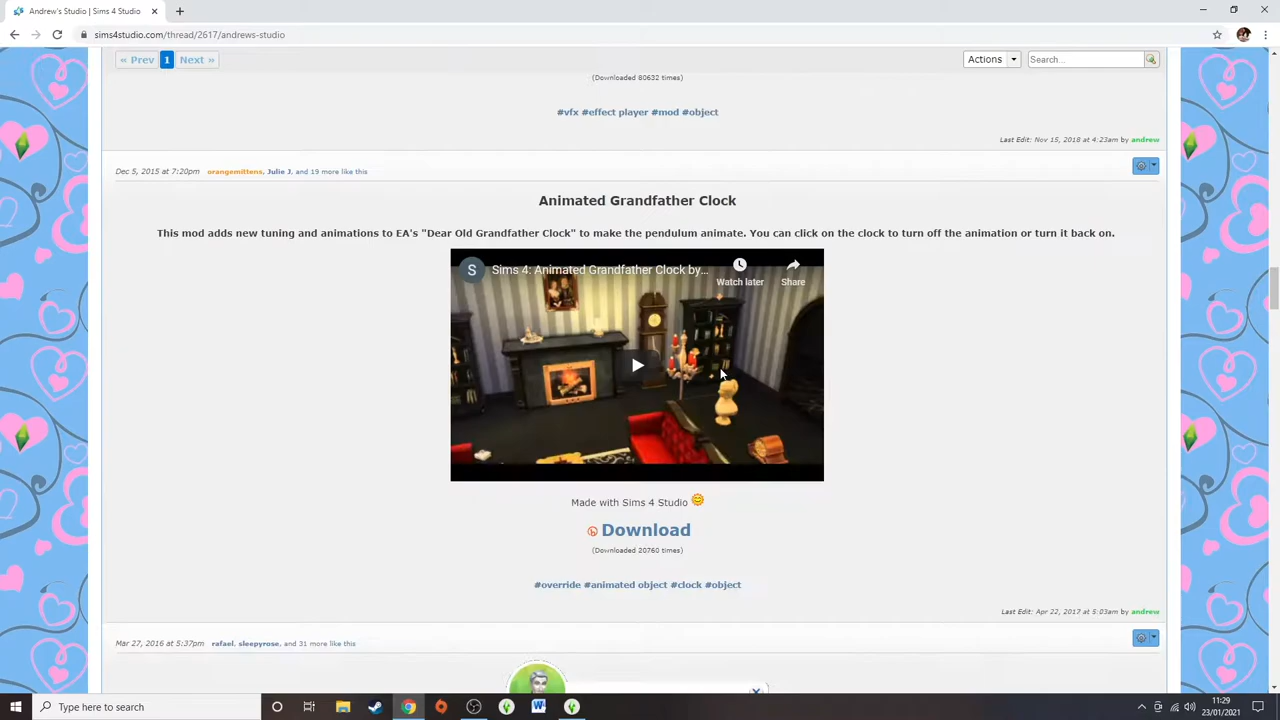 Andrew's Studio | Sims 4 Studio
sims4studio.com/thread/2617/andrews-studio
« Prev 1 Next »
Actions
Search...
(Downloaded 80632 times)
#vfx #effect player #mod #object
Last Edit: Nov 15, 2018 at 4:23am by andrew
Dec 5, 2015 at 7:20pm orangemittens, Julie J, and 19 more like this
Animated Grandfather Clock
This mod adds new tuning and animations to EA's "Dear Old Grandfather Clock" to make the pendulum animate. You can click on the clock to turn off the animation or turn it back on.
S Sims 4: Animated Grandfather Clock by...
Watch later
Share
Made with Sims 4 Studio
Download
(Downloaded 20760 times)
#override #animated object #clock #object
Last Edit: Apr 22, 2017 at 5:03am by andrew
Mar 27, 2016 at 5:37pm rafael, sleepyrose, and 31 more like this
Type here to search
11:29
23/01/2021